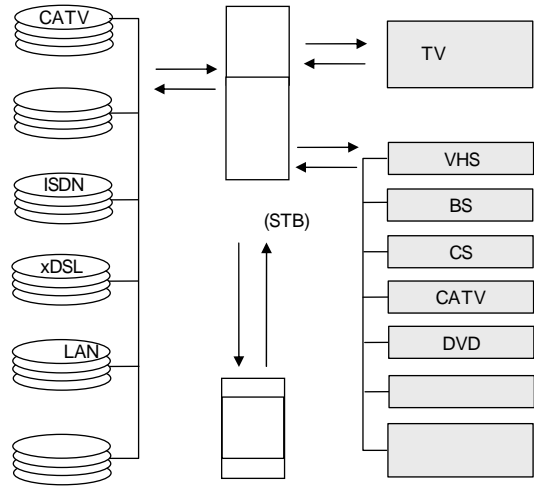 CATV
ISDN
xDSL
LAN
(STB)
TV
VHS
BS
CS
CATV
DVD